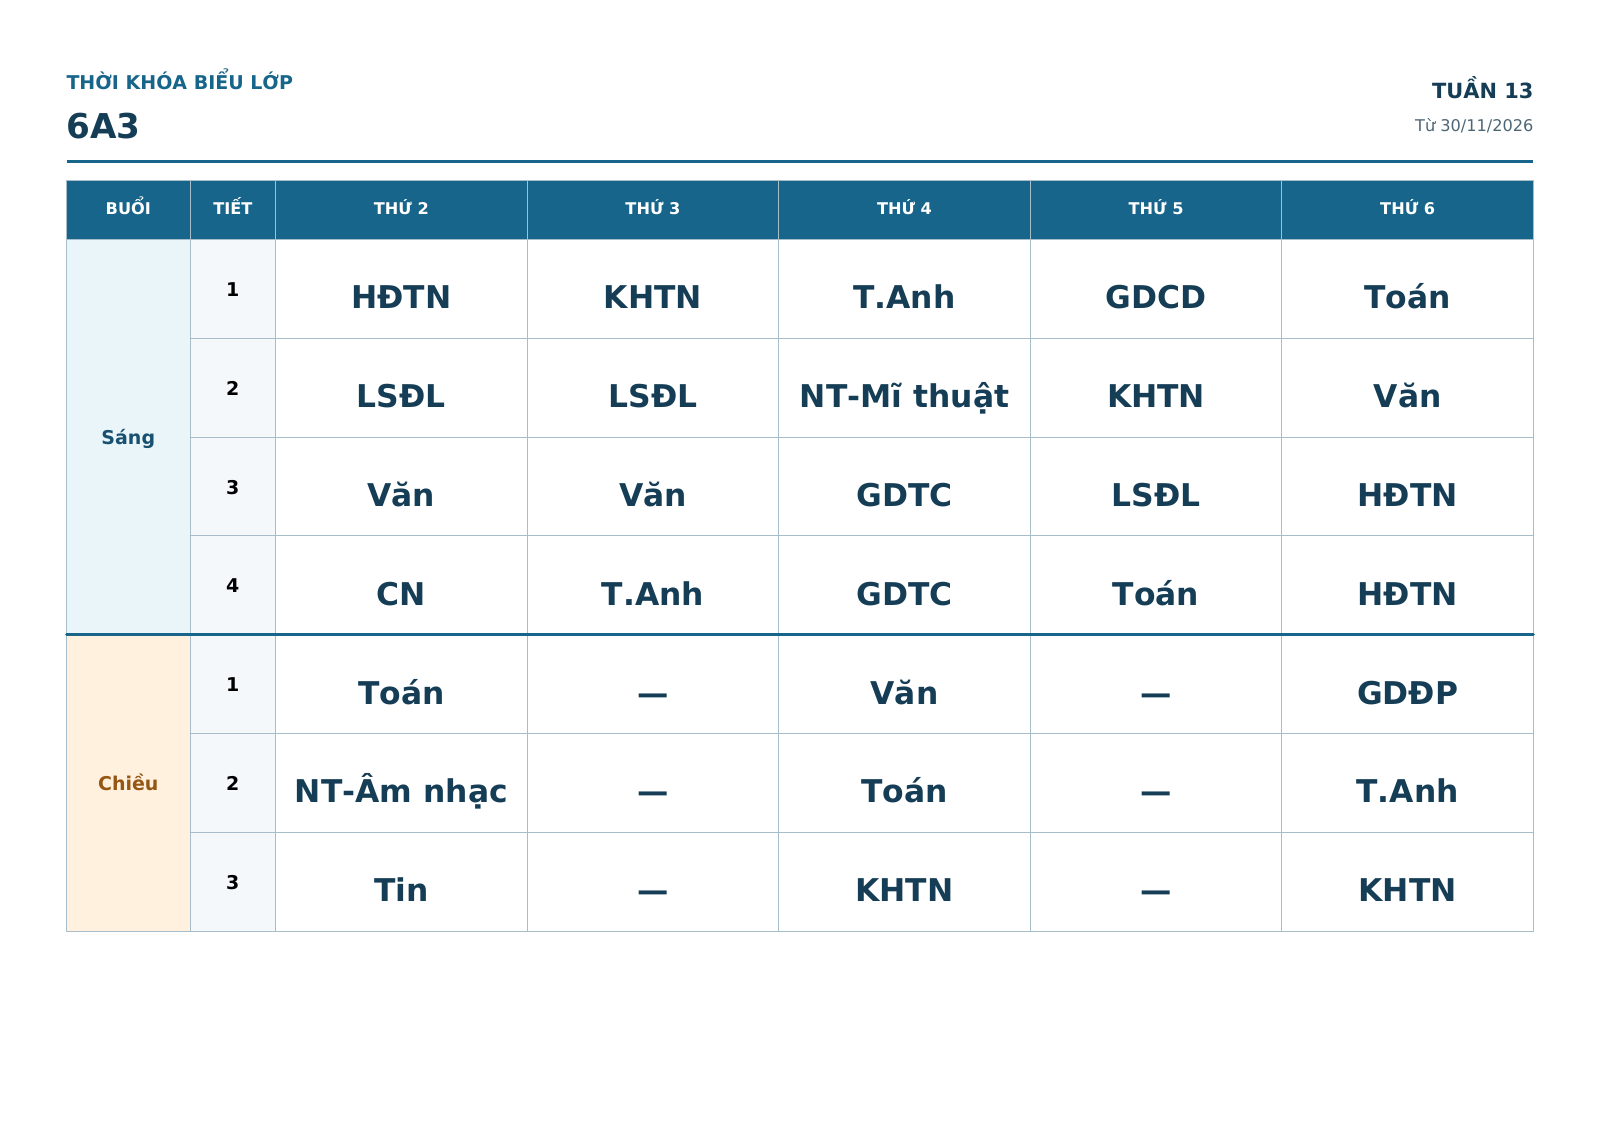 THỜI KHÓA BIỂU LỚP
6A3
TUẦN 13
Từ 30/11/2026
BUỔI TIẾT THỨ 2 THỨ 3 THỨ 4 THỨ 5 THỨ 6
Sáng
1 HĐTN KHTN T.Anh GDCD Toán
2 LSĐL LSĐL NT-Mĩ thuật KHTN Văn
3 Văn Văn GDTC LSĐL HĐTN
4 CN T.Anh GDTC Toán HĐTN
Chiều
1 Toán — Văn — GDĐP
2 NT-Âm nhạc — Toán — T.Anh
3 Tin — KHTN — KHTN